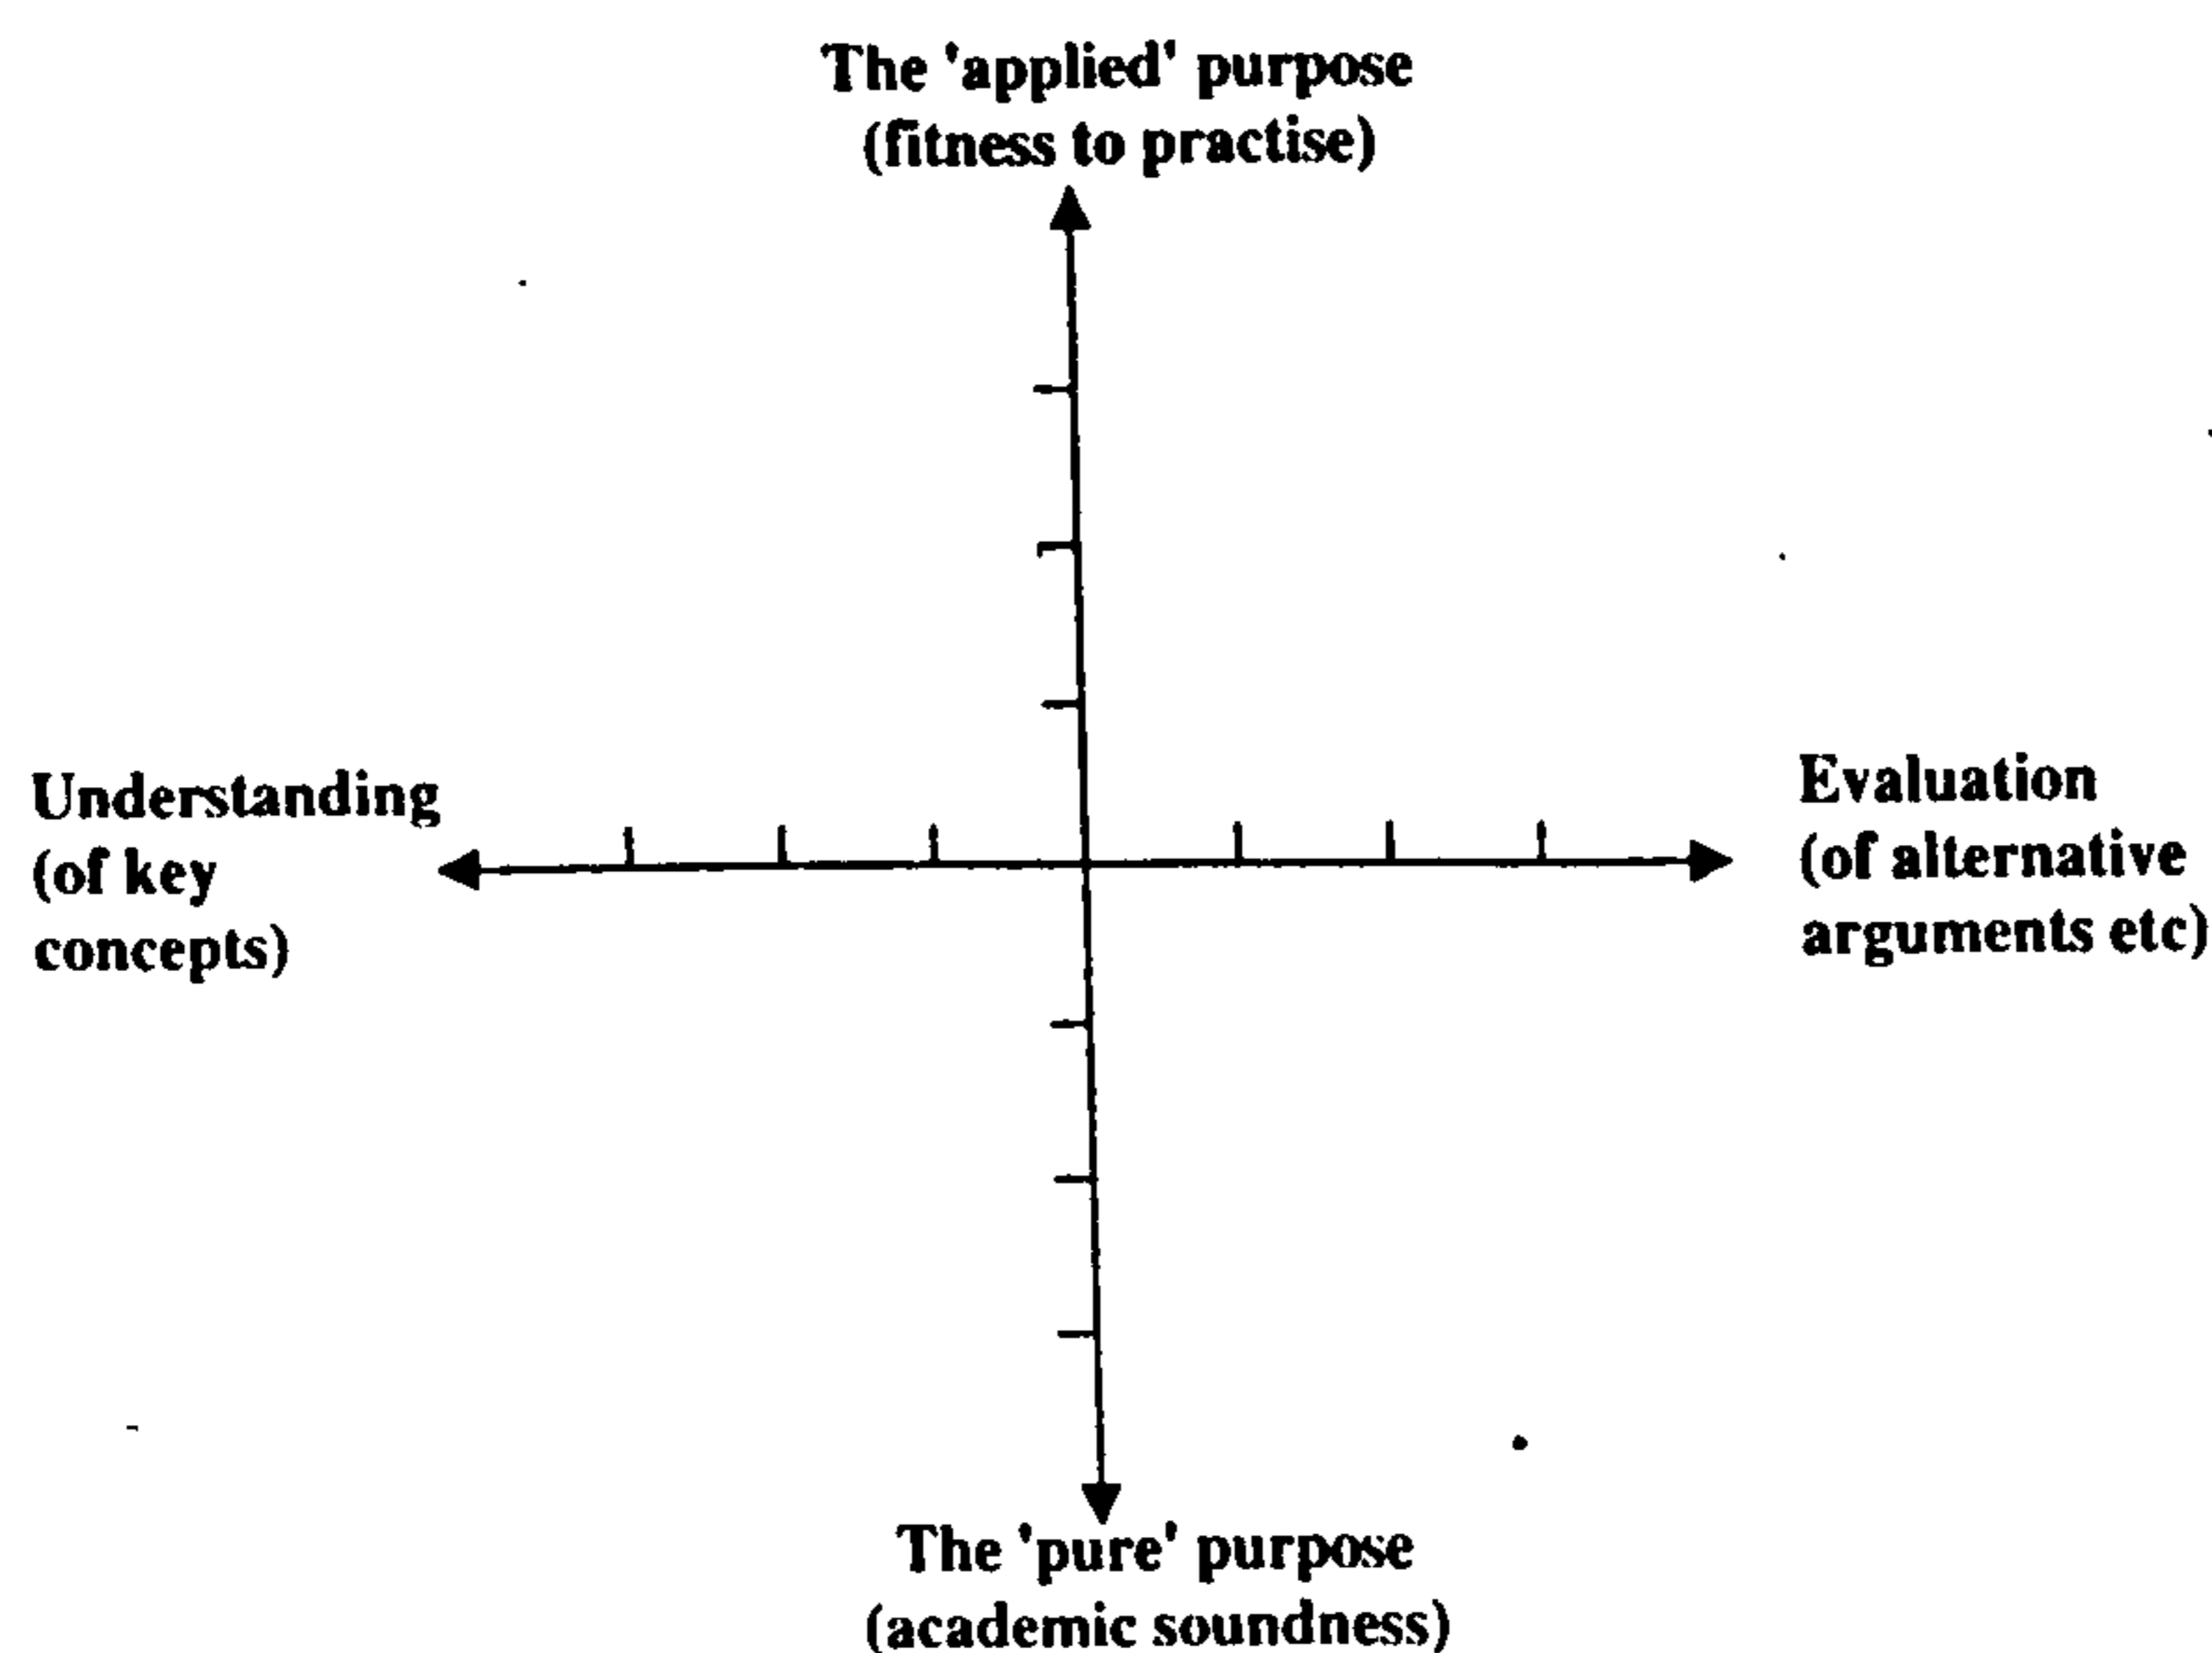 The 'applied' purpose
(fitness to practise)
Understanding
(of key
concepts)
Evaluation
(of alternative
arguments etc)
The 'pure' purpose
(academic soundness)